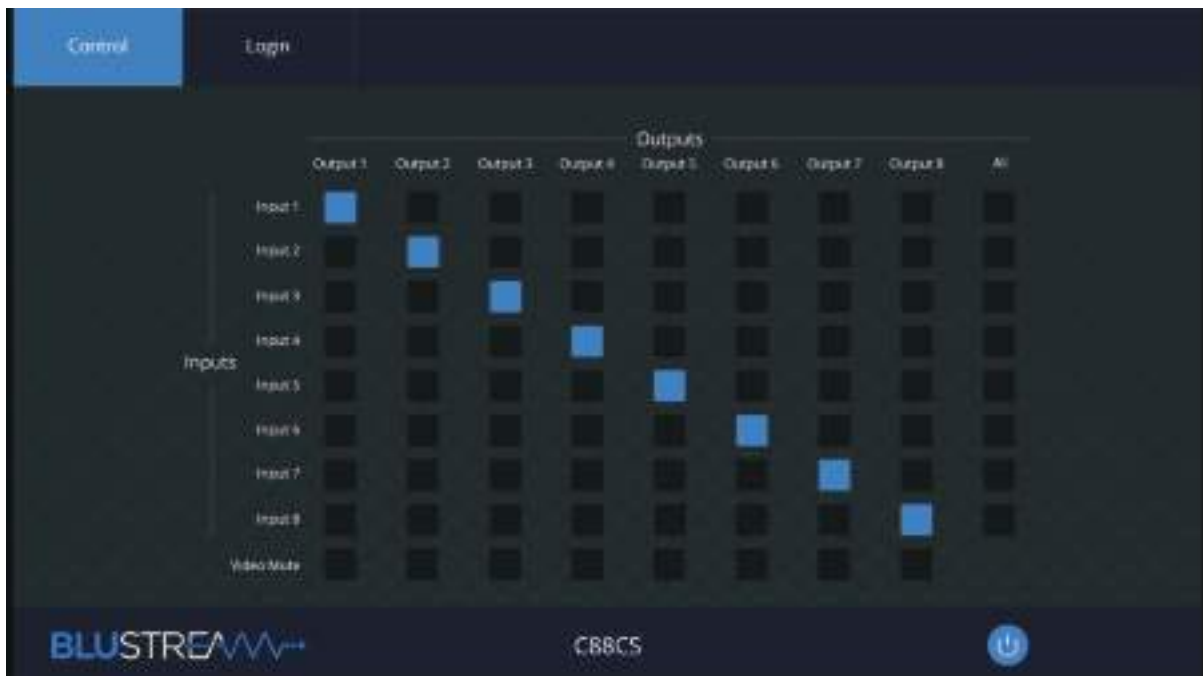 Control Login
Outputs
Output 1 Output 2 Output 3 Output 4 Output 5 Output 6 Output 7 Output 8 All
Input 1
Input 2
Input 3
Input 4
Inputs
Input 5
Input 6
Input 7
Input 8
Video Mute
BLUSTREAM C88CS